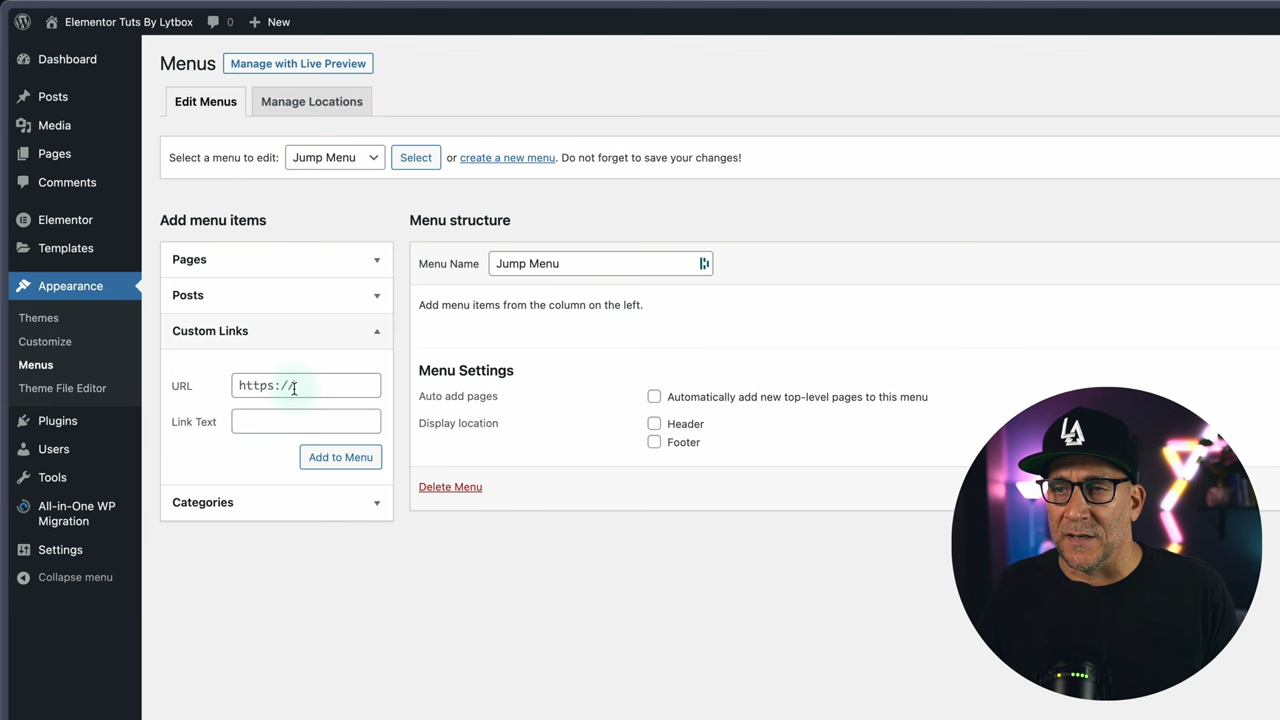 Elementor Tuts By Lytbox 0 New
Dashboard
Posts
Media
Pages
Comments
Elementor
Templates
Appearance
Themes
Customize
Menus
Theme File Editor
Plugins
Users
Tools
All-in-One WP
Migration
Settings
Collapse menu
Menus Manage with Live Preview
Edit Menus Manage Locations
Select a menu to edit: Jump Menu Select or create a new menu. Do not forget to save your changes!
Add menu items
Pages
Posts
Custom Links
URL https://
Link Text
Add to Menu
Categories
Menu structure
Menu Name Jump Menu
Add menu items from the column on the left.
Menu Settings
Auto add pages Automatically add new top-level pages to this menu
Display location Header
Footer
Delete Menu
LA